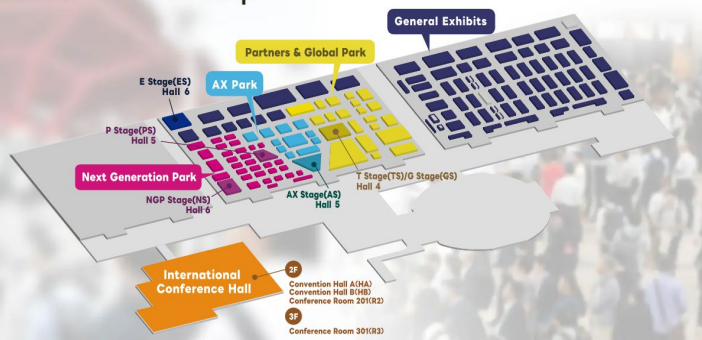 General Exhibits
Partners & Global Park
E Stage(ES)
Hall 6
AX Park
P Stage(PS)
Hall 5
Next Generation Park
NGP Stage(NS)
Hall 6
AX Stage(AS)
Hall 5
T Stage(TS)/G Stage(GS)
Hall 4
International
Conference Hall
2F
Convention Hall A(HA)
Convention Hall B(HB)
Conference Room 201(R2)
3F
Conference Room 301(R3)